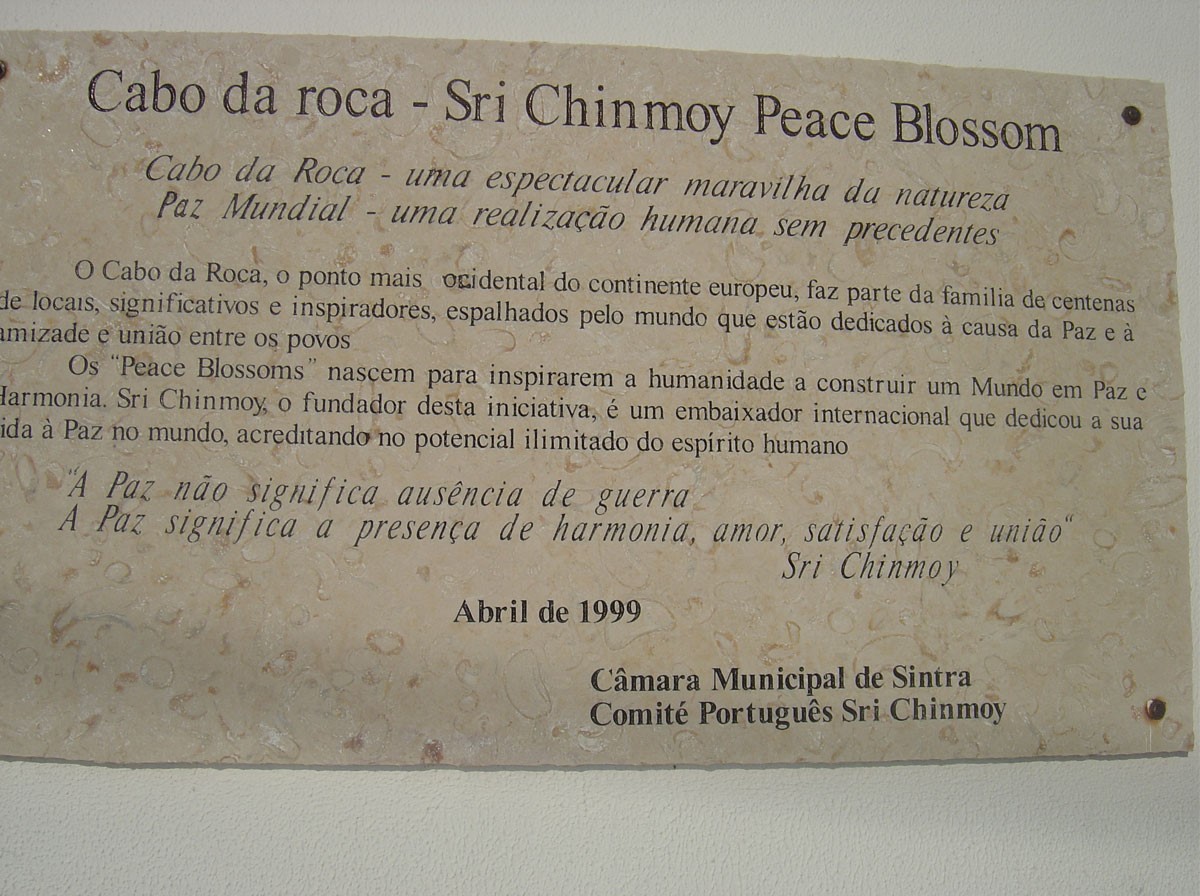 Cabo da roca - Sri Chinmoy Peace Blossom
Cabo da Roca - uma espectacular maravilha da natureza
Paz Mundial - uma realização humana sem precedentes
O Cabo da Roca, o ponto mais ocidental do continente europeu, faz parte da familia de centenas
de locais, significativos e inspiradores, espalhados pelo mundo que estão dedicados à causa da Paz e à
amizade e união entre os povos
Os "Peace Blossoms" nascem para inspirarem a humanidade a construir um Mundo em Paz e
Harmonia. Sri Chinmoy, o fundador desta iniciativa, é um embaixador internacional que dedicou a sua
ida à Paz no mundo, acreditando no potencial ilimitado do espírito humano
"A Paz não significa ausência de guerra
A Paz significa a presença de harmonia, amor, satisfação e união"
Sri Chinmoy
Abril de 1999
Câmara Municipal de Sintra
Comité Português Sri Chinmoy